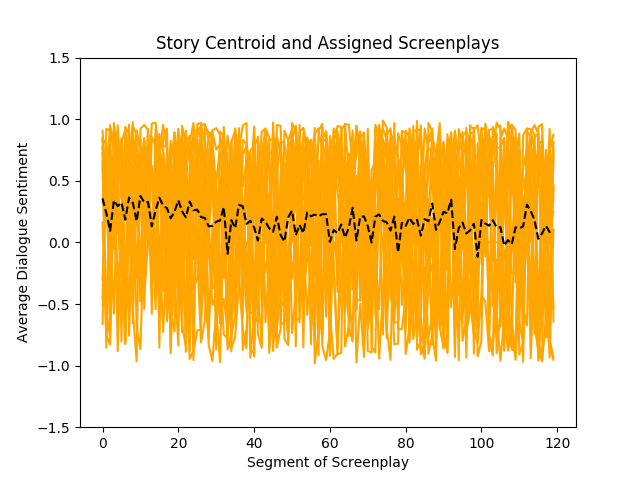 Story Centroid and Assigned Screenplays
1.5
1.0
0.5
0.0
−0.5
−1.0
−1.5
Average Dialogue Sentiment
0 20 40 60 80 100 120
Segment of Screenplay